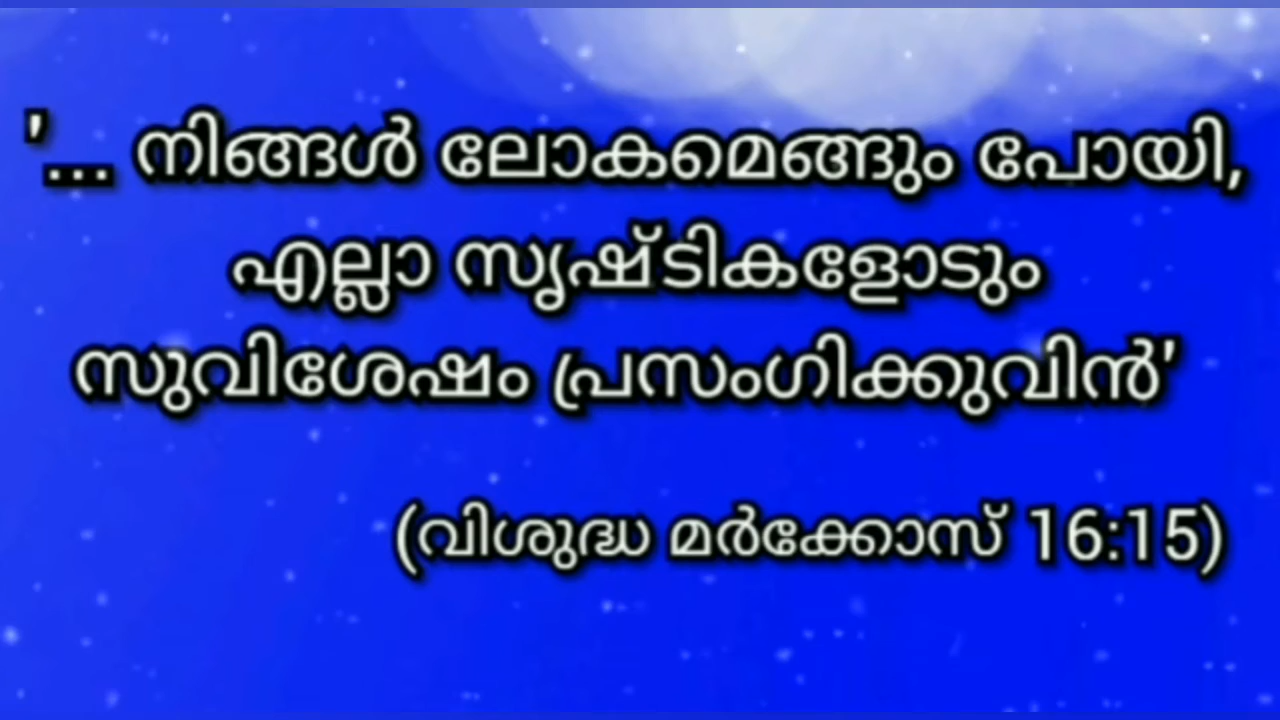 '... നിങ്ങൾ ലോകമെങ്ങും പോയി,
എല്ലാ സൃഷ്ടികളോടും
സുവിശേഷം പ്രസംഗിക്കുവിൻ’
(വിശുദ്ധ മർക്കോസ് 16:15)